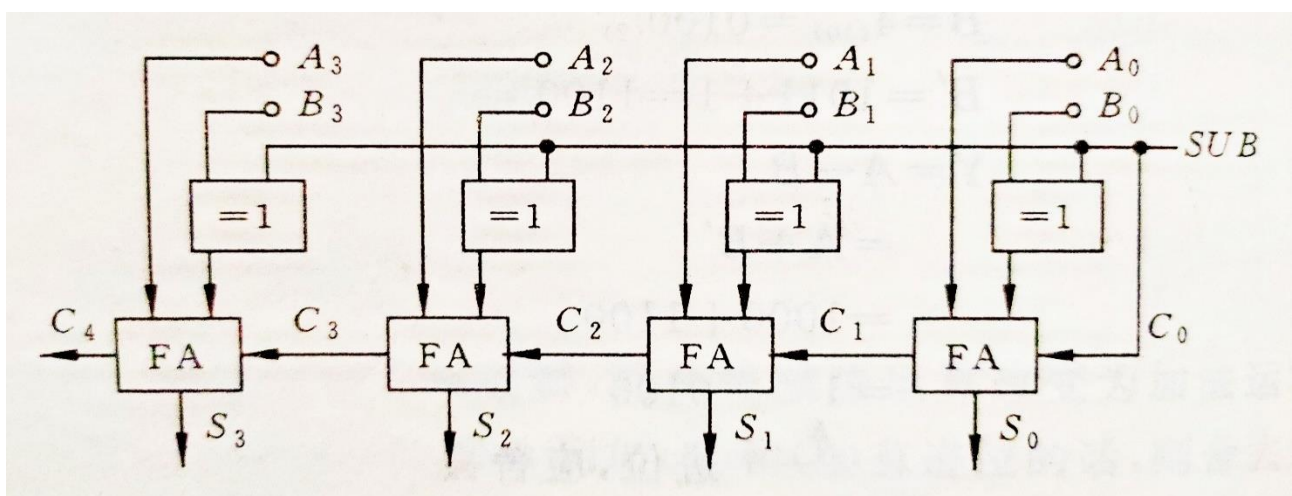 A₃ A₂ A₁ A₀
B₃ B₂ B₁ B₀
SUB
=1 =1 =1 =1
C₄ C₃ C₂ C₁ C₀
FA FA FA FA
S₃ S₂ S₁ S₀